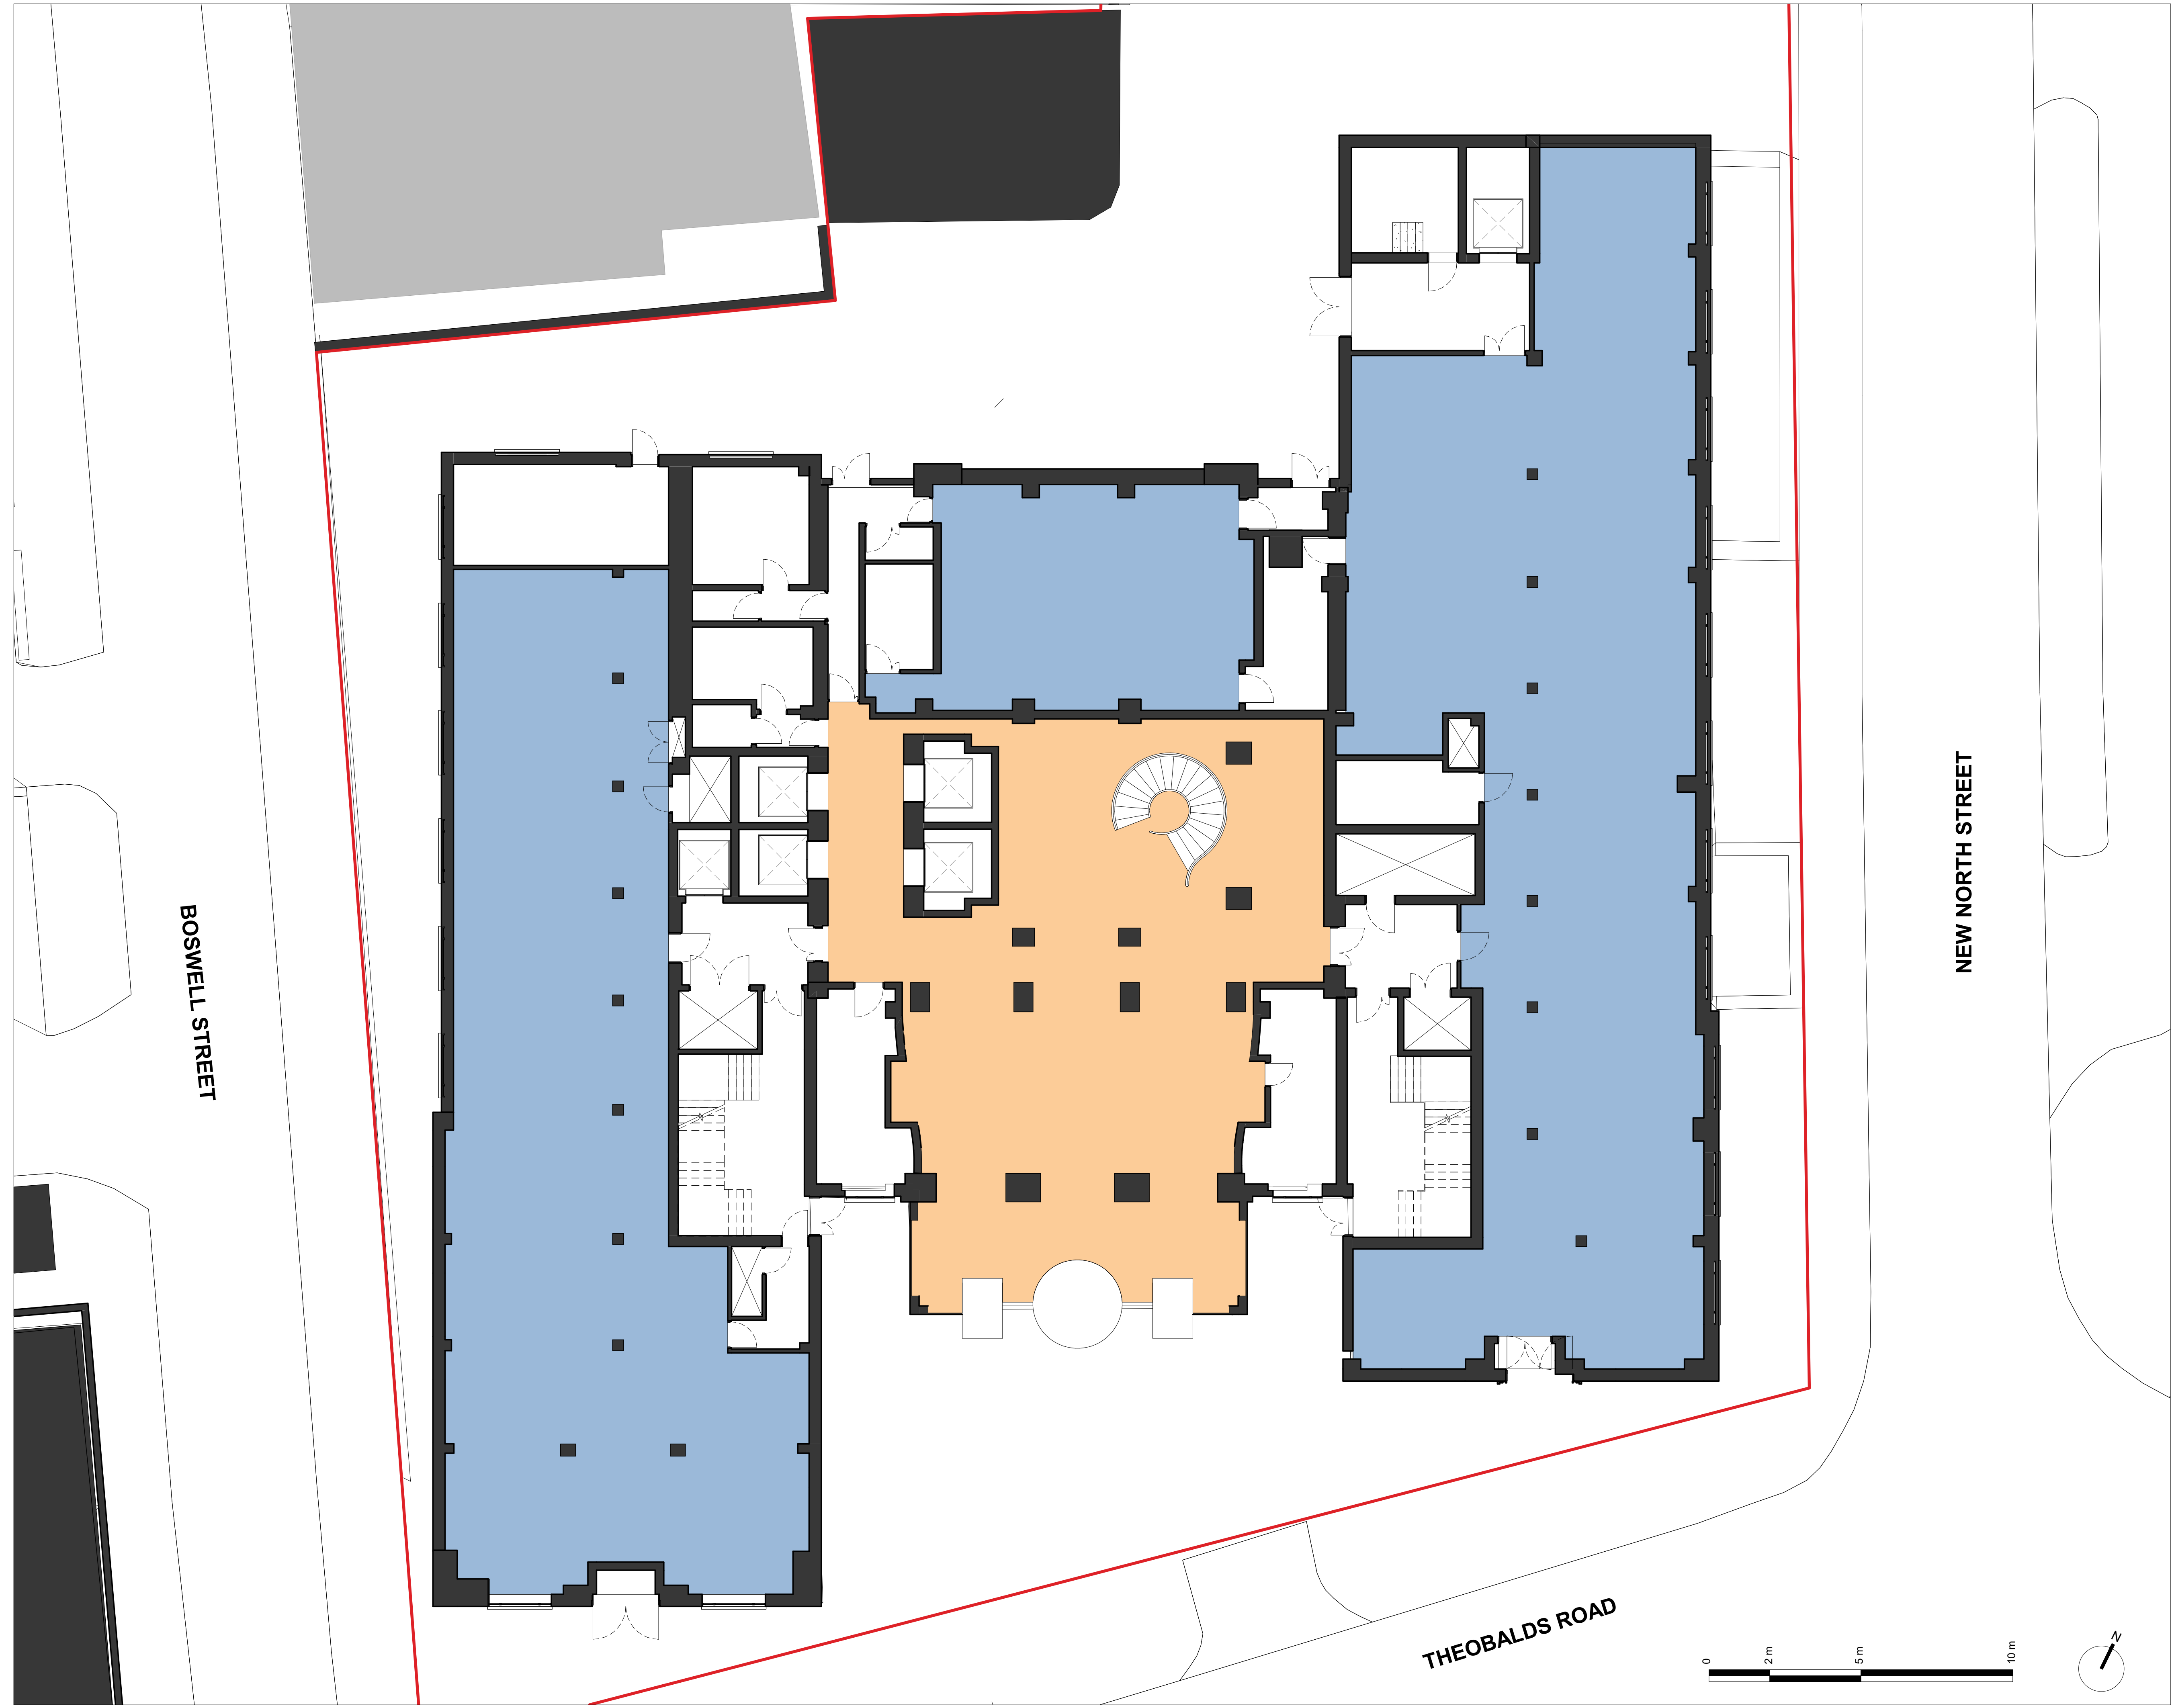 BOSWELL STREET
NEW NORTH STREET
THEOBALDS ROAD
0
2 m
5 m
10 m
N